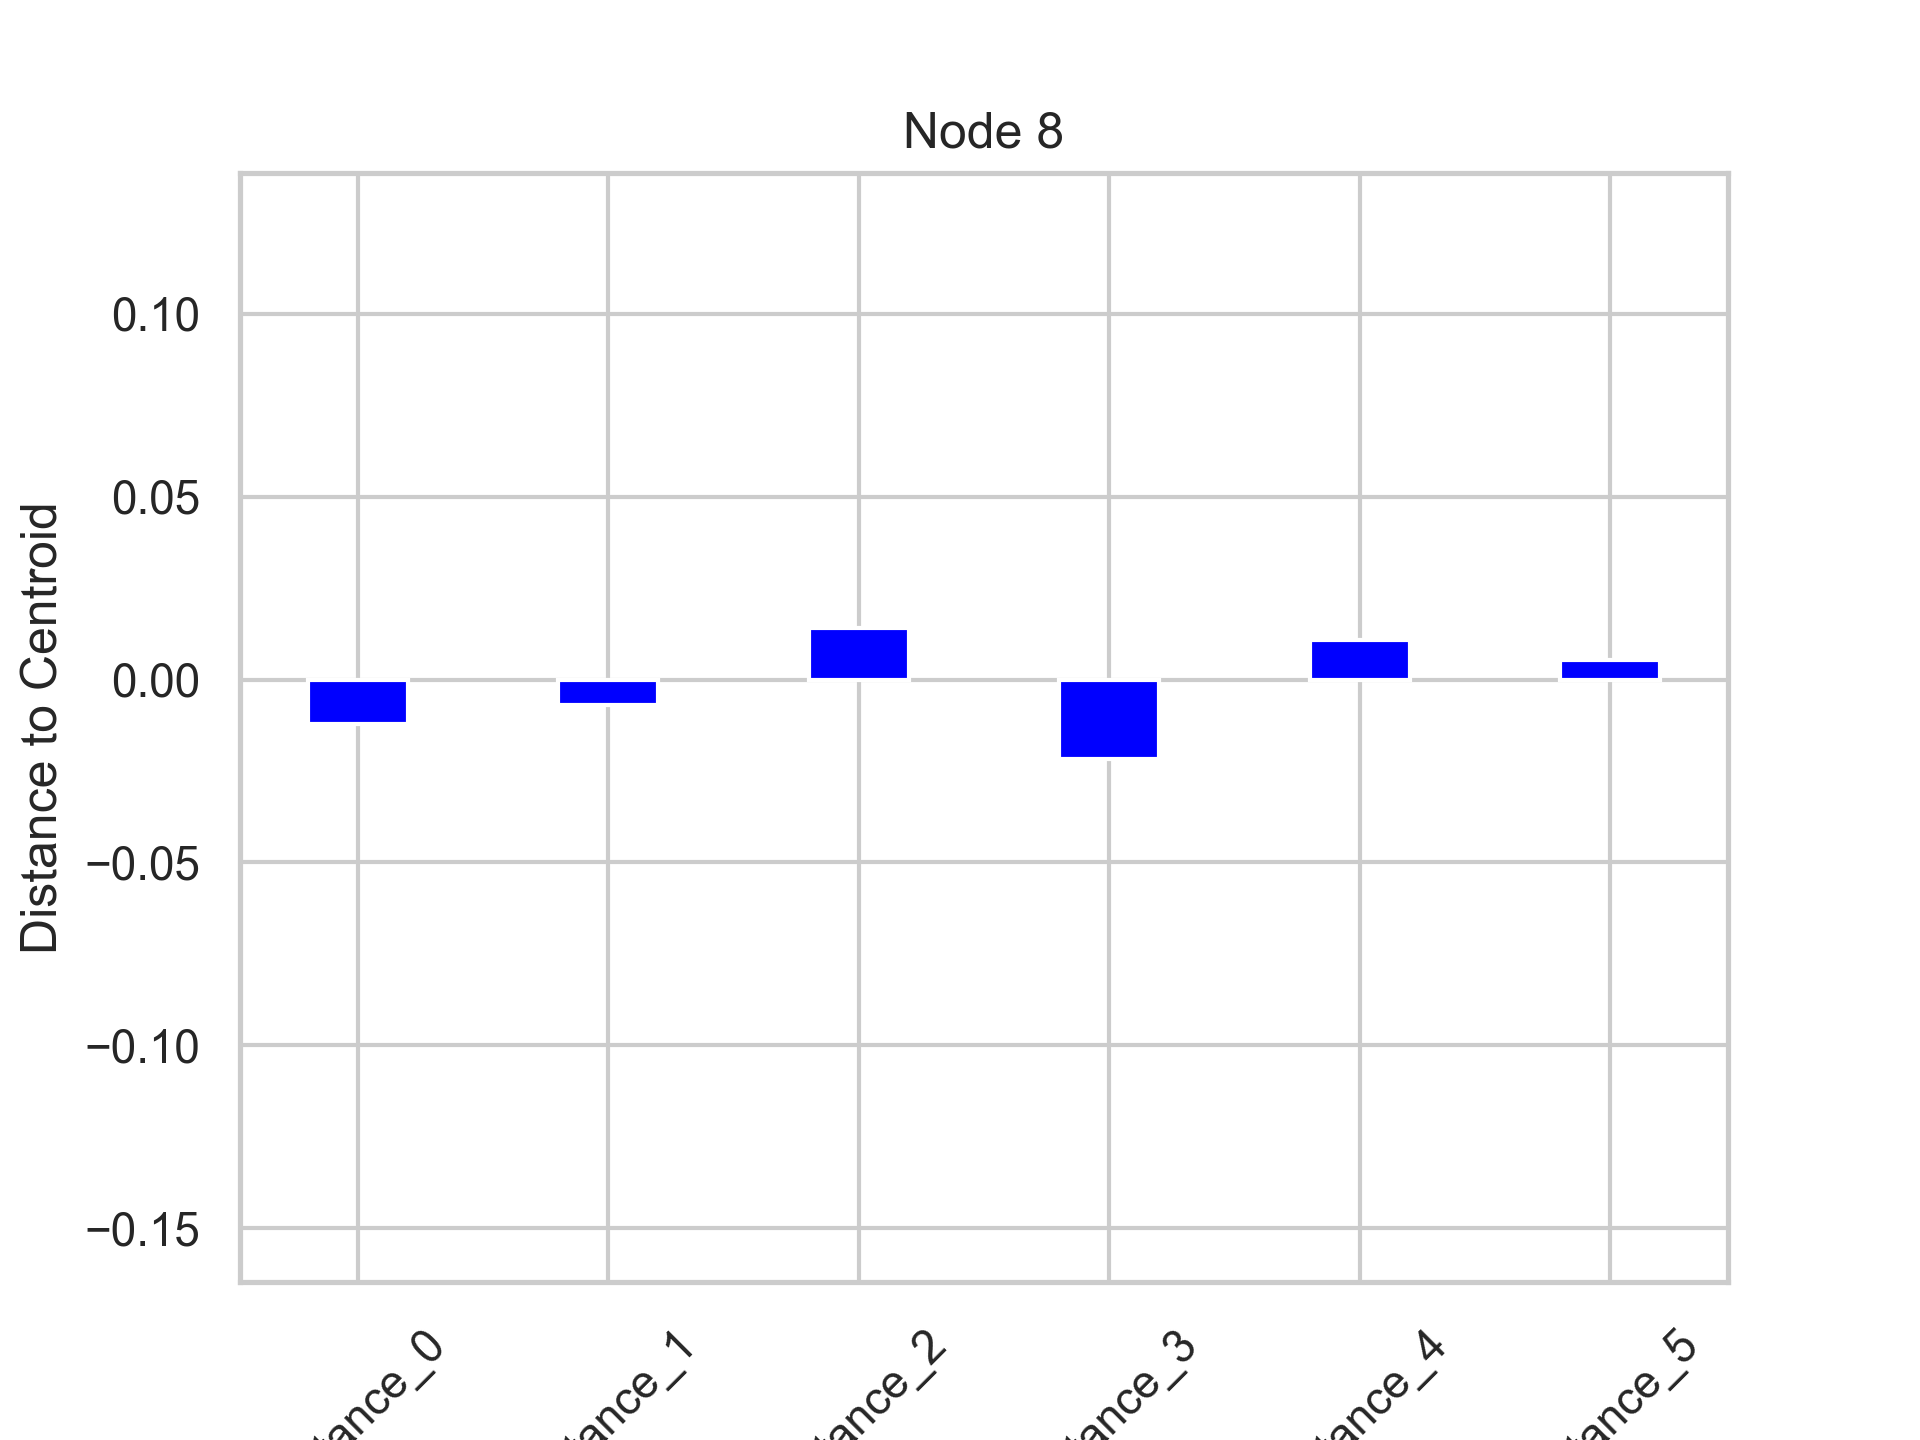 Node 8
Distance to Centroid
0.10
0.05
0.00
−0.05
−0.10
−0.15
tance_0
tance_1
tance_2
tance_3
tance_4
tance_5